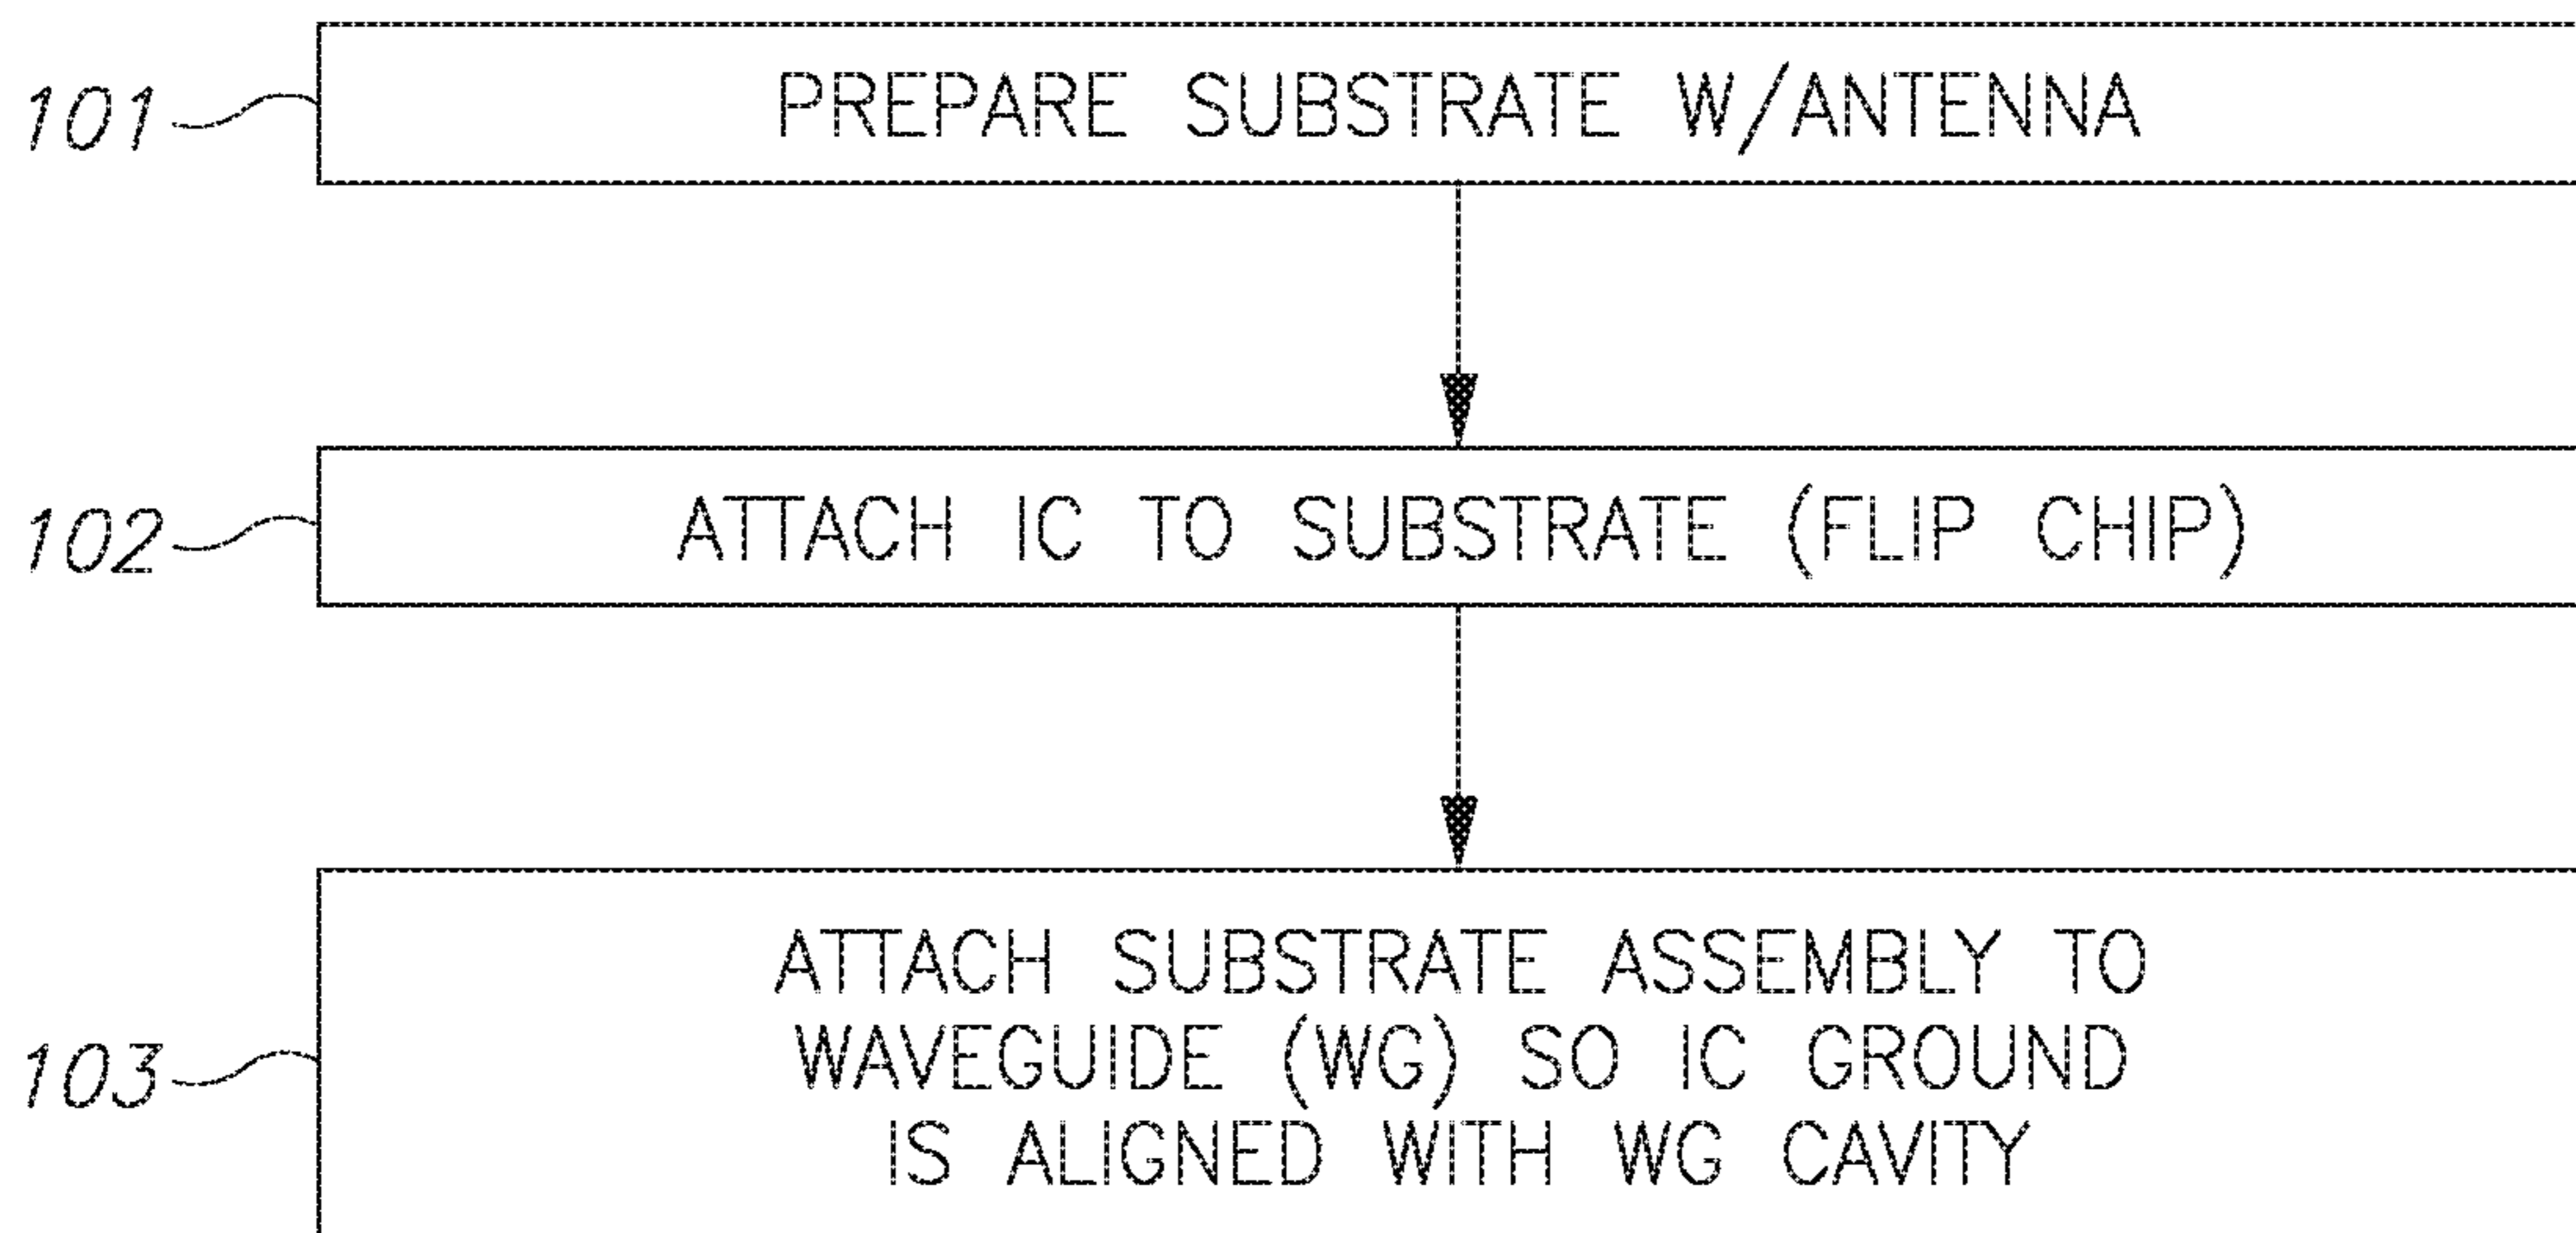 101
PREPARE SUBSTRATE W/ANTENNA
102
ATTACH IC TO SUBSTRATE (FLIP CHIP)
103
ATTACH SUBSTRATE ASSEMBLY TO
WAVEGUIDE (WG) SO IC GROUND
IS ALIGNED WITH WG CAVITY